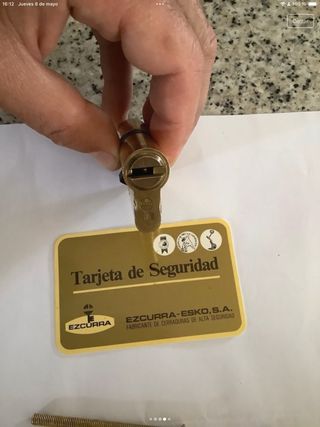 16:12 Jueves 8 de mayo
Tarjeta de Seguridad
EZCURRA
EZCURRA-ESKO, S.A.
FABRICANTE DE CERRADURAS DE ALTA SEGURIDAD